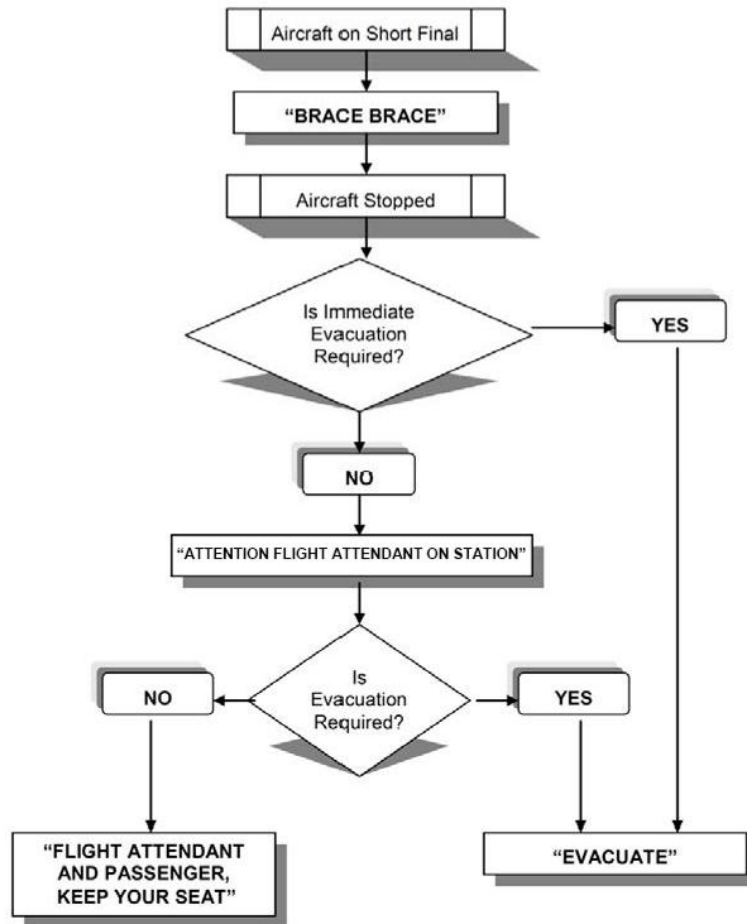 Aircraft on Short Final
“BRACE BRACE”
Aircraft Stopped
Is Immediate
Evacuation
Required?
YES
NO
“ATTENTION FLIGHT ATTENDANT ON STATION”
Is
Evacuation
Required?
NO
YES
“FLIGHT ATTENDANT
AND PASSENGER,
KEEP YOUR SEAT”
“EVACUATE”